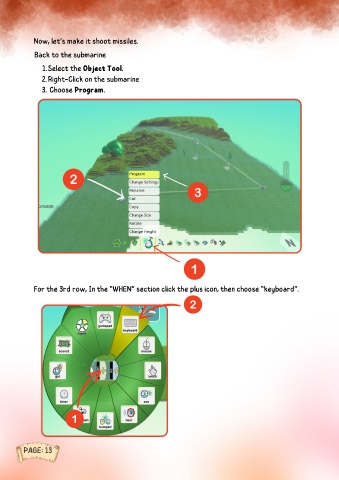 Now, let's make it shoot missiles.
Back to the submarine
1. Select the Object Tool.
2. Right-Click on the submarine
3. Choose Program.
Program
Change Settings
Rename
Cut
Copy
Change Size
Rotate
Change Height
2
3
1
For the 3rd row, In the "WHEN" section click the plus icon, then choose "keyboard".
2
gamepad
keyboard
mouse
scored
see
timer
hear
bumped
1
PAGE: 13